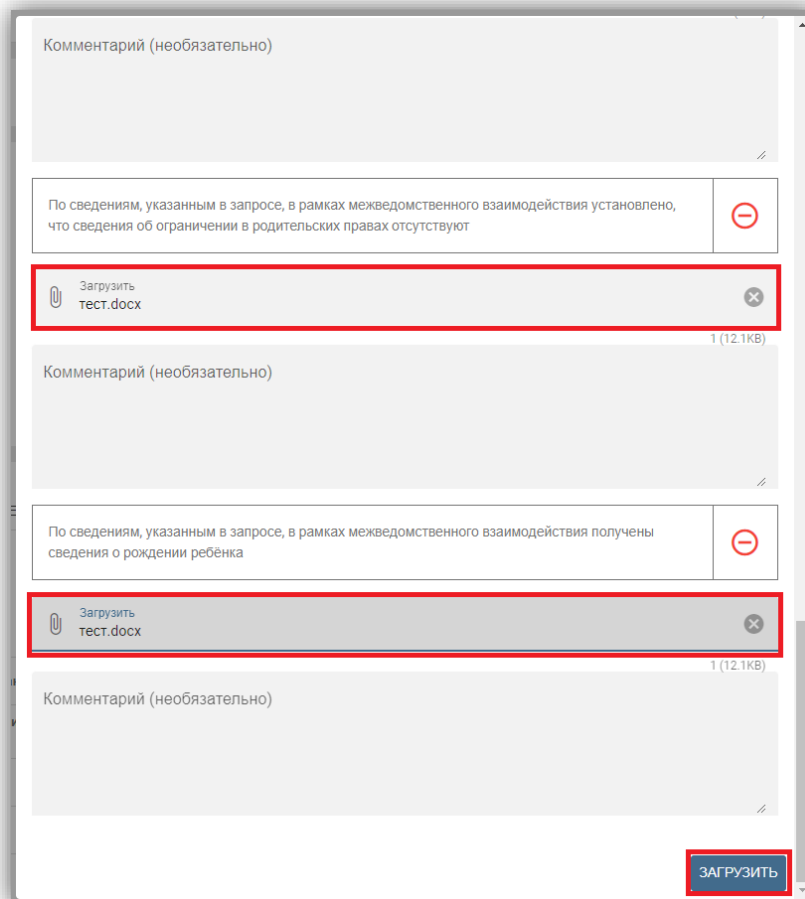 Комментарий (необязательно)
По сведениям, указанным в запросе, в рамках межведомственного взаимодействия установлено,
что сведения об ограничении в родительских правах отсутствуют
Загрузить
тест.docx
1 (12.1KB)
Комментарий (необязательно)
По сведениям, указанным в запросе, в рамках межведомственного взаимодействия получены
сведения о рождении ребёнка
Загрузить
тест.docx
1 (12.1KB)
Комментарий (необязательно)
ЗАГРУЗИТЬ